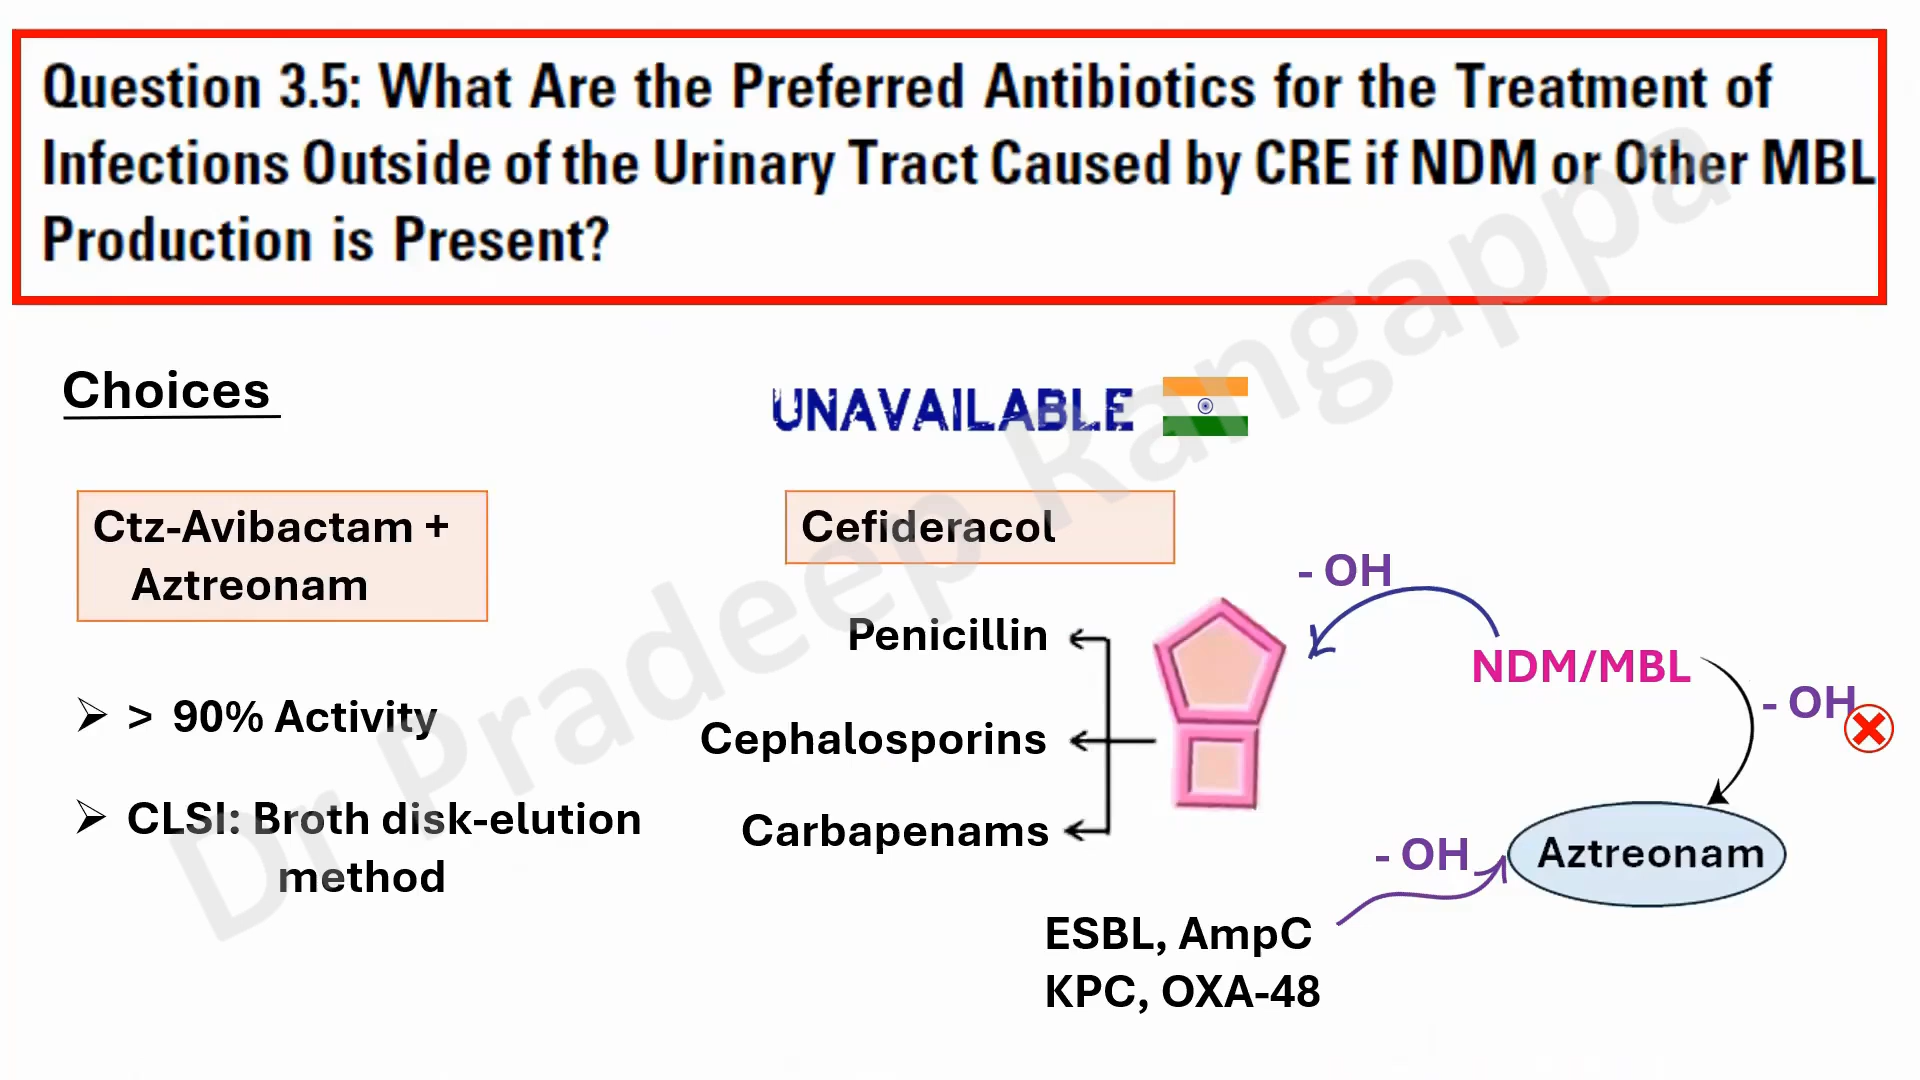 Question 3.5: What Are the Preferred Antibiotics for the Treatment of
Infections Outside of the Urinary Tract Caused by CRE if NDM or Other MBL
Production is Present?
Choices
UNAVAILABLE
Ctz-Avibactam +
Aztreonam
Cefideracol
> 90% Activity
CLSI: Broth disk-elution
method
Penicillin
Cephalosporins
Carbapenams
- OH
NDM/MBL
- OH
- OH
Aztreonam
ESBL, AmpC
KPC, OXA-48
Dr Pradeep Rangappa